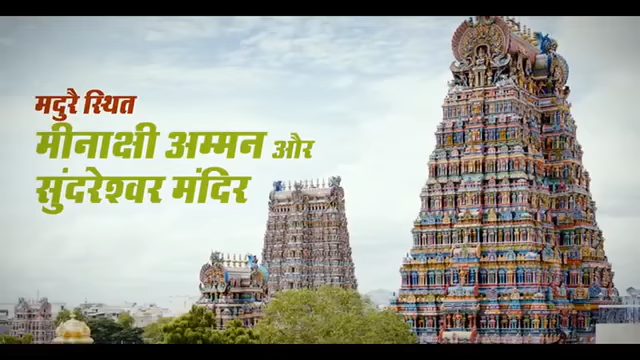 मदुरै स्थित
मीनाक्षी अम्मन और
सुंदरेश्वर मंदिर